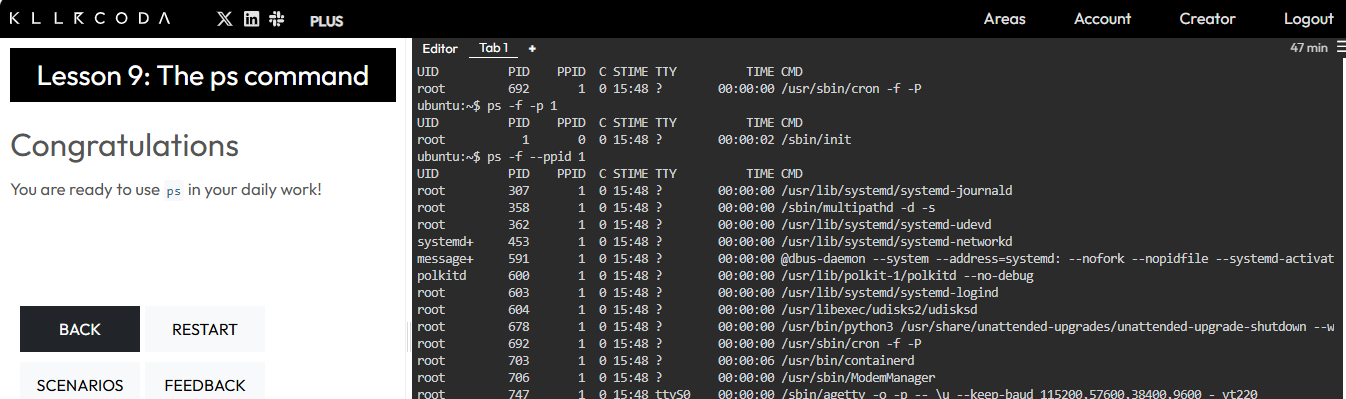 KLLRCODA PLUS Areas Account Creator Logout
Lesson 9: The ps command
Congratulations
You are ready to use ps in your daily work!
BACK RESTART
SCENARIOS FEEDBACK
Editor Tab 1 + 47 min
UID PID PPID C STIME TTY TIME CMD
root 692 1 0 15:48 ? 00:00:00 /usr/sbin/cron -f -P
ubuntu:~$ ps -f -p 1
UID PID PPID C STIME TTY TIME CMD
root 1 0 0 15:48 ? 00:00:02 /sbin/init
ubuntu:~$ ps -f --ppid 1
UID PID PPID C STIME TTY TIME CMD
root 307 1 0 15:48 ? 00:00:00 /usr/lib/systemd/systemd-journald
root 358 1 0 15:48 ? 00:00:00 /sbin/multipathd -d -s
root 362 1 0 15:48 ? 00:00:00 /usr/lib/systemd/systemd-udevd
systemd+ 453 1 0 15:48 ? 00:00:00 /usr/lib/systemd/systemd-networkd
message+ 591 1 0 15:48 ? 00:00:00 @dbus-daemon --system --address=systemd: --nofork --nopidfile --systemd-activat
polkitd 600 1 0 15:48 ? 00:00:00 /usr/lib/polkit-1/polkitd --no-debug
root 603 1 0 15:48 ? 00:00:00 /usr/lib/systemd/systemd-logind
root 604 1 0 15:48 ? 00:00:00 /usr/libexec/udisks2/udisksd
root 678 1 0 15:48 ? 00:00:00 /usr/bin/python3 /usr/share/unattended-upgrades/unattended-upgrade-shutdown --w
root 692 1 0 15:48 ? 00:00:00 /usr/sbin/cron -f -P
root 703 1 0 15:48 ? 00:00:06 /usr/bin/containerd
root 706 1 0 15:48 ? 00:00:00 /usr/sbin/ModemManager
root 747 1 0 15:48 ttyS0 00:00:00 /sbin/agetty -o -p -- \u --keep-baud 115200,57600,38400,9600 - vt220